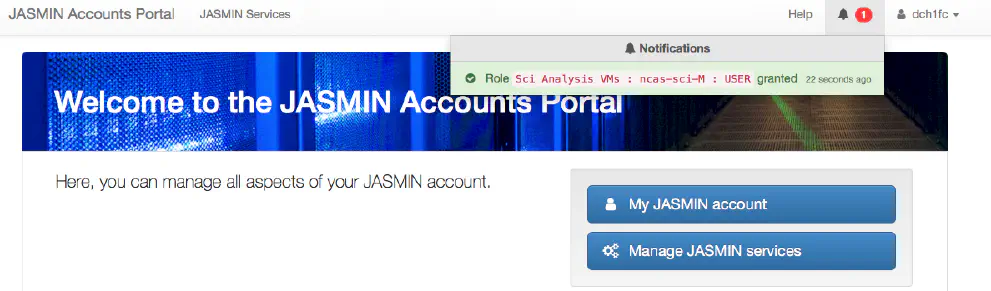 JASMIN Accounts Portal JASMIN Services Help 1 dch1fc
Notifications
Role Sci Analysis VMs : ncas-sci-M : USER granted 22 seconds ago
Welcome to the JASMIN Accounts Portal
Here, you can manage all aspects of your JASMIN account.
My JASMIN account
Manage JASMIN services